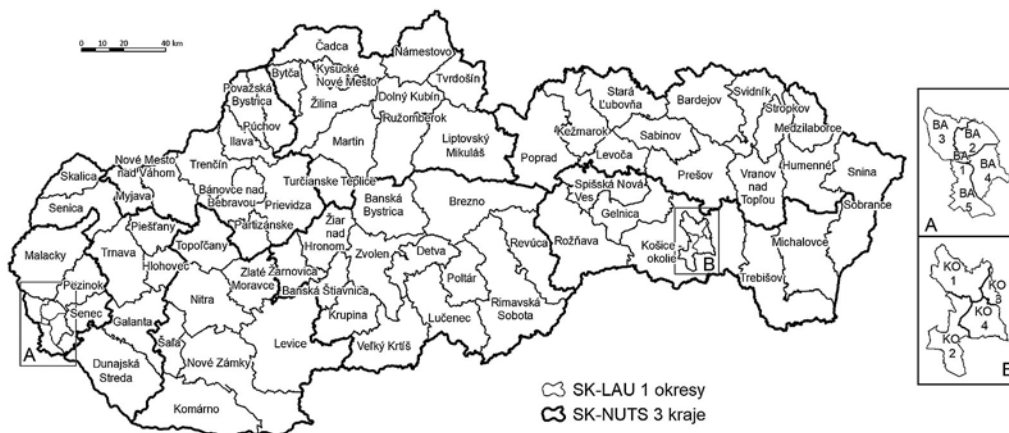 0 10 20 40 km
Čadca
Námestovo
Bytča
Kysucké
Nové Mesto
Tvrdošín
Považská
Bystrica
Žilina
Dolný Kubín
Púchov
Ružomberok
Ilava
Martin
Liptovský
Mikuláš
Stará
Ľubovňa
Bardejov
Svidník
Stropkov
Medzilaborce
Kežmarok
Sabinov
Poprad
Levoča
Prešov
Vranov
nad
Topľou
Humenné
Snina
Sobrance
Skalica
Nové Mesto
nad Váhom
Trenčín
Turčianske Teplice
Senica
Myjava
Bánovce nad
Bebravou
Prievidza
Banská
Bystrica
Brezno
Spišská Nová
Ves
Gelnica
Rožňava
Košice
okolie
B
Michalovce
Trebišov
Malacky
Piešťany
Partizánske
Topoľčany
Žiar
nad
Hronom
Zvolen
Detva
Revúca
Trnava
Hlohovec
Zlaté
Moravce
Žarnovica
Banská Štiavnica
Poltár
Rimavská
Sobota
Pezinok
Senec
Nitra
Krupina
Lučenec
Galanta
Šaľa
Levice
Veľký Krtíš
A
Dunajská
Streda
Nové Zámky
Komárno
SK-LAU 1 okresy
SK-NUTS 3 kraje
BA
3
BA
2
BA
1
BA
4
BA
5
A
KO
1
KO
3
KO
4
KO
2